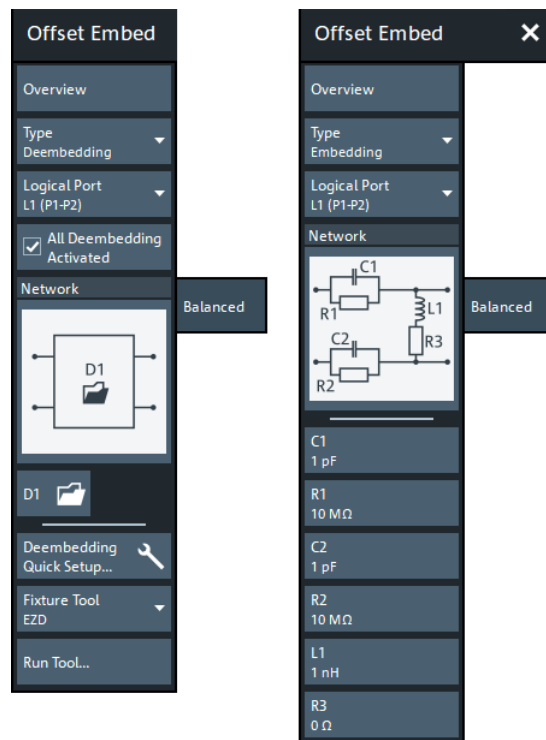 Offset Embed
Overview
Type
Deembedding
Logical Port
L1 (P1-P2)
All Deembedding
Activated
Network
D1
Balanced
D1
Deembedding
Quick Setup...
Fixture Tool
EZD
Run Tool...
Offset Embed
Overview
Type
Embedding
Logical Port
L1 (P1-P2)
Network
C1
R1
L1
C2
R3
R2
Balanced
C1
1 pF
R1
10 MΩ
C2
1 pF
R2
10 MΩ
L1
1 nH
R3
0 Ω